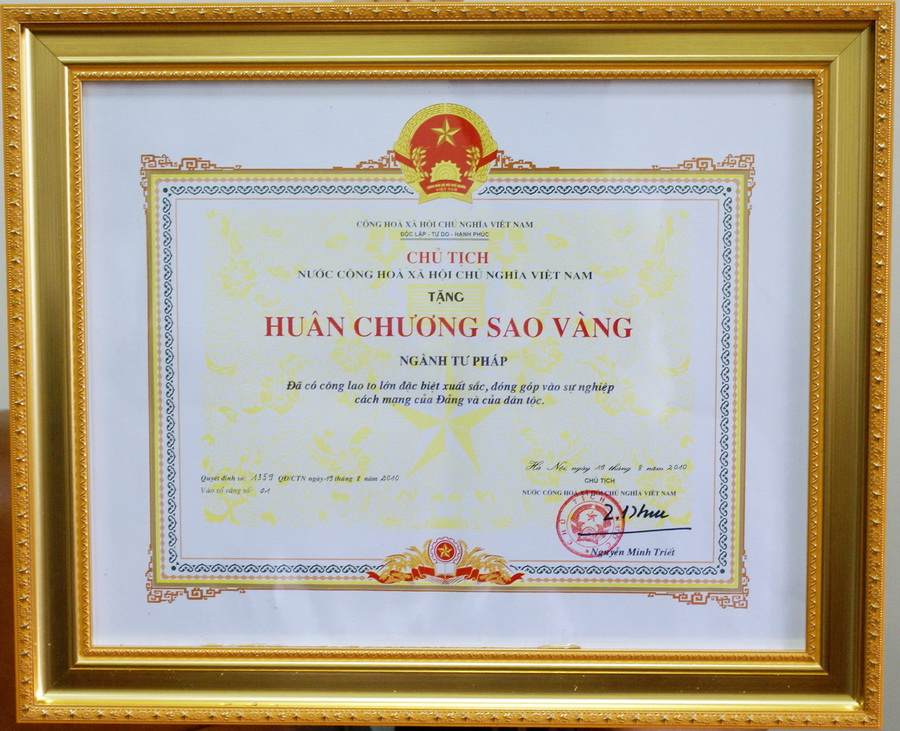 CỘNG HOÀ XÃ HỘI CHỦ NGHĨA VIỆT NAM
ĐỘC LẬP - TỰ DO - HẠNH PHÚC
CHỦ TỊCH
NƯỚC CỘNG HOÀ XÃ HỘI CHỦ NGHĨA VIỆT NAM
TẶNG
HUÂN CHƯƠNG SAO VÀNG
NGÀNH TƯ PHÁP
Đã có công lao to lớn đặc biệt xuất sắc, đóng góp vào sự nghiệp
cách mạng của Đảng và của dân tộc.
Quyết định số: 1359 QĐ/CTN ngày 19 tháng 8 năm 2010
Vào sổ vàng số: 01
Hà Nội, ngày 19 tháng 8 năm 2010
CHỦ TỊCH
NƯỚC CỘNG HOÀ XÃ HỘI CHỦ NGHĨA VIỆT NAM
Nguyễn Minh Triết